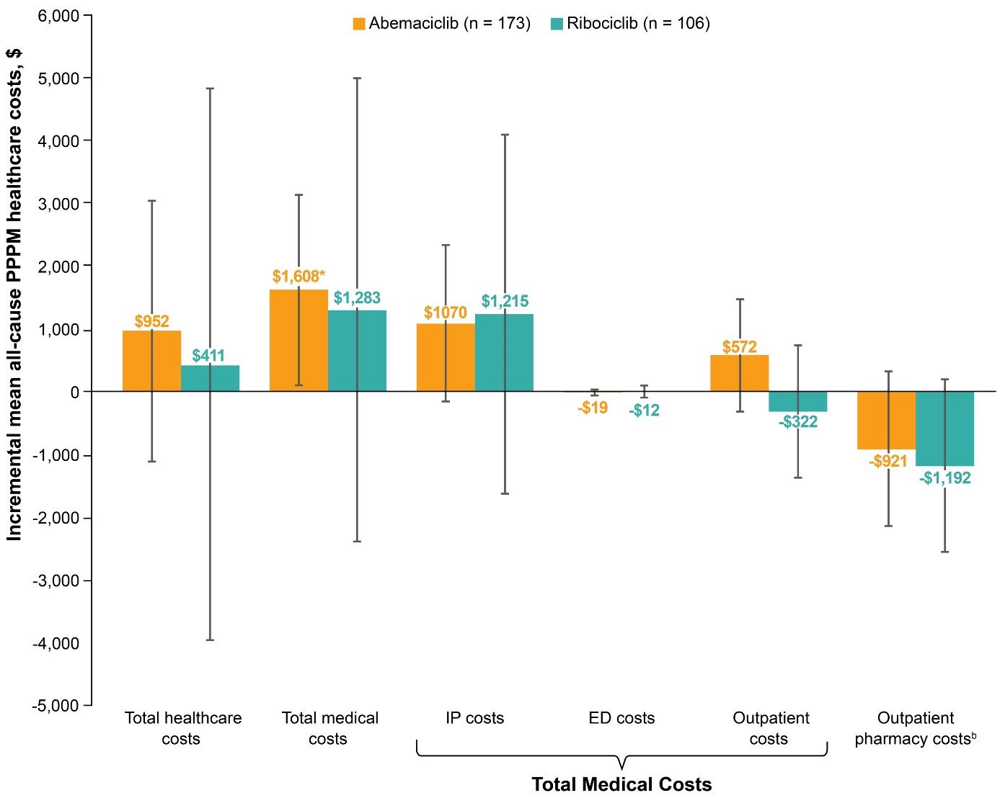 Abemaciclib (n = 173) Ribociclib (n = 106)
Incremental mean all-cause PPPM healthcare costs, $
6,000
5,000
4,000
3,000
2,000
1,000
0
-1,000
-2,000
-3,000
-4,000
-5,000
$952
$411
$1,608*
$1,283
$1070
$1,215
-$19
-$12
$572
-$322
-$921
-$1,192
Total healthcare
costs
Total medical
costs
IP costs
ED costs
Outpatient
costs
Outpatient
pharmacy costsᵇ
Total Medical Costs